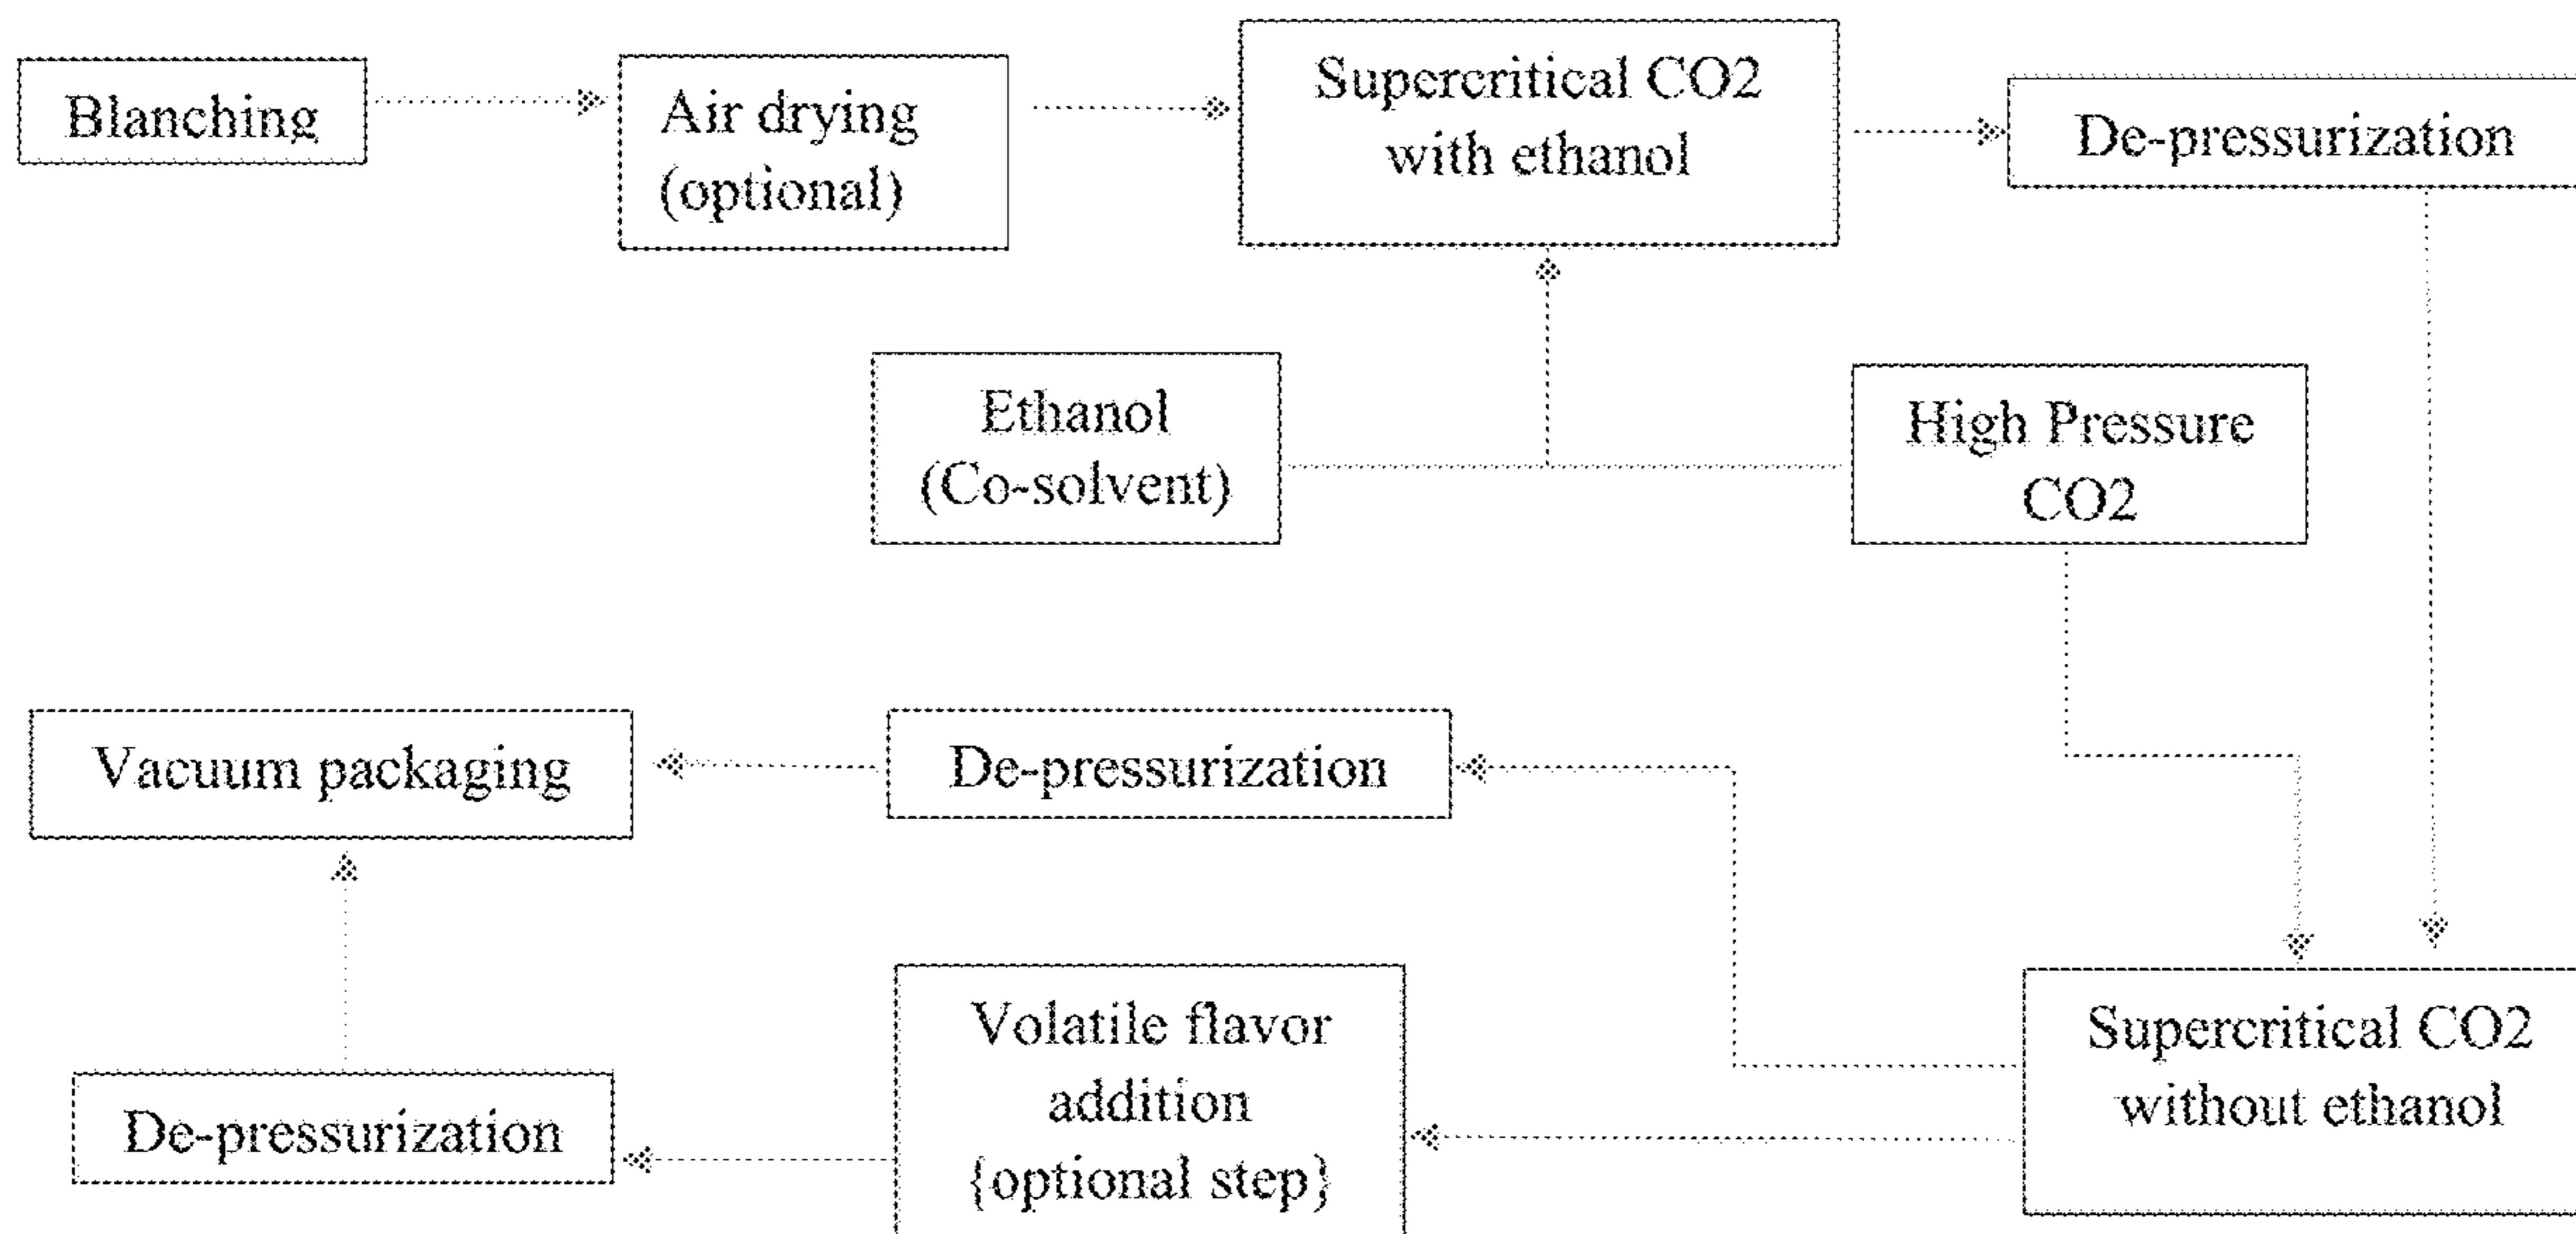 Blanching
Air drying
(optional)
Supercritical CO2
with ethanol
De-pressurization
Ethanol
(Co-solvent)
High Pressure
CO2
Vacuum packaging
De-pressurization
De-pressurization
Volatile flavor
addition
{optional step}
Supercritical CO2
without ethanol